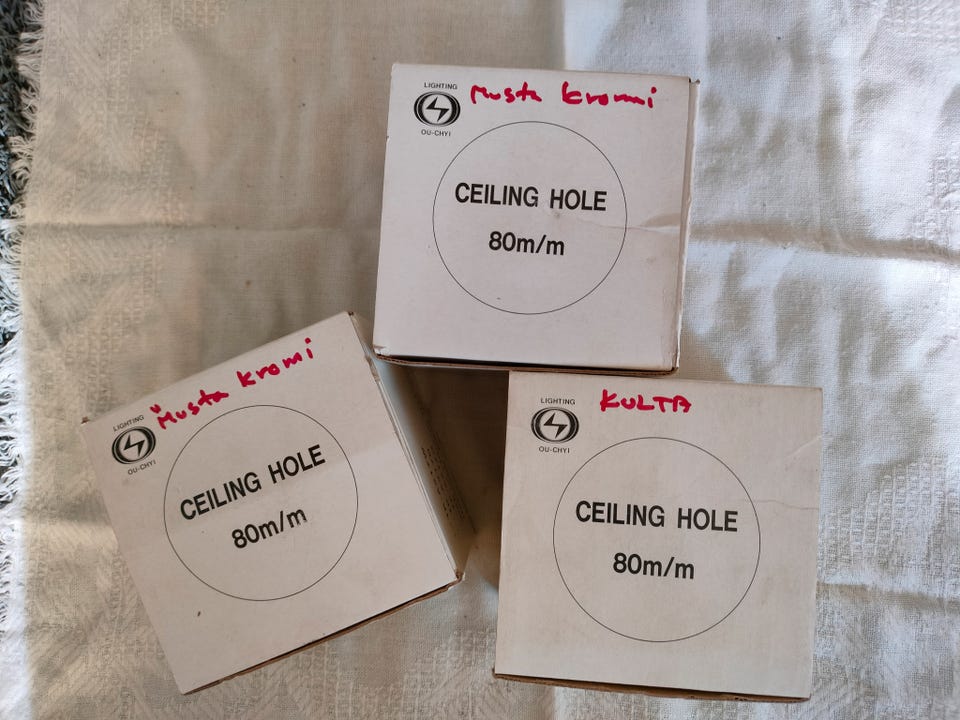 LIGHTING
musta kromi
OU-CHYI
CEILING HOLE
80m/m
musta kromi
LIGHTING
OU-CHYI
CEILING HOLE
80m/m
LIGHTING
KULTA
OU-CHYI
CEILING HOLE
80m/m